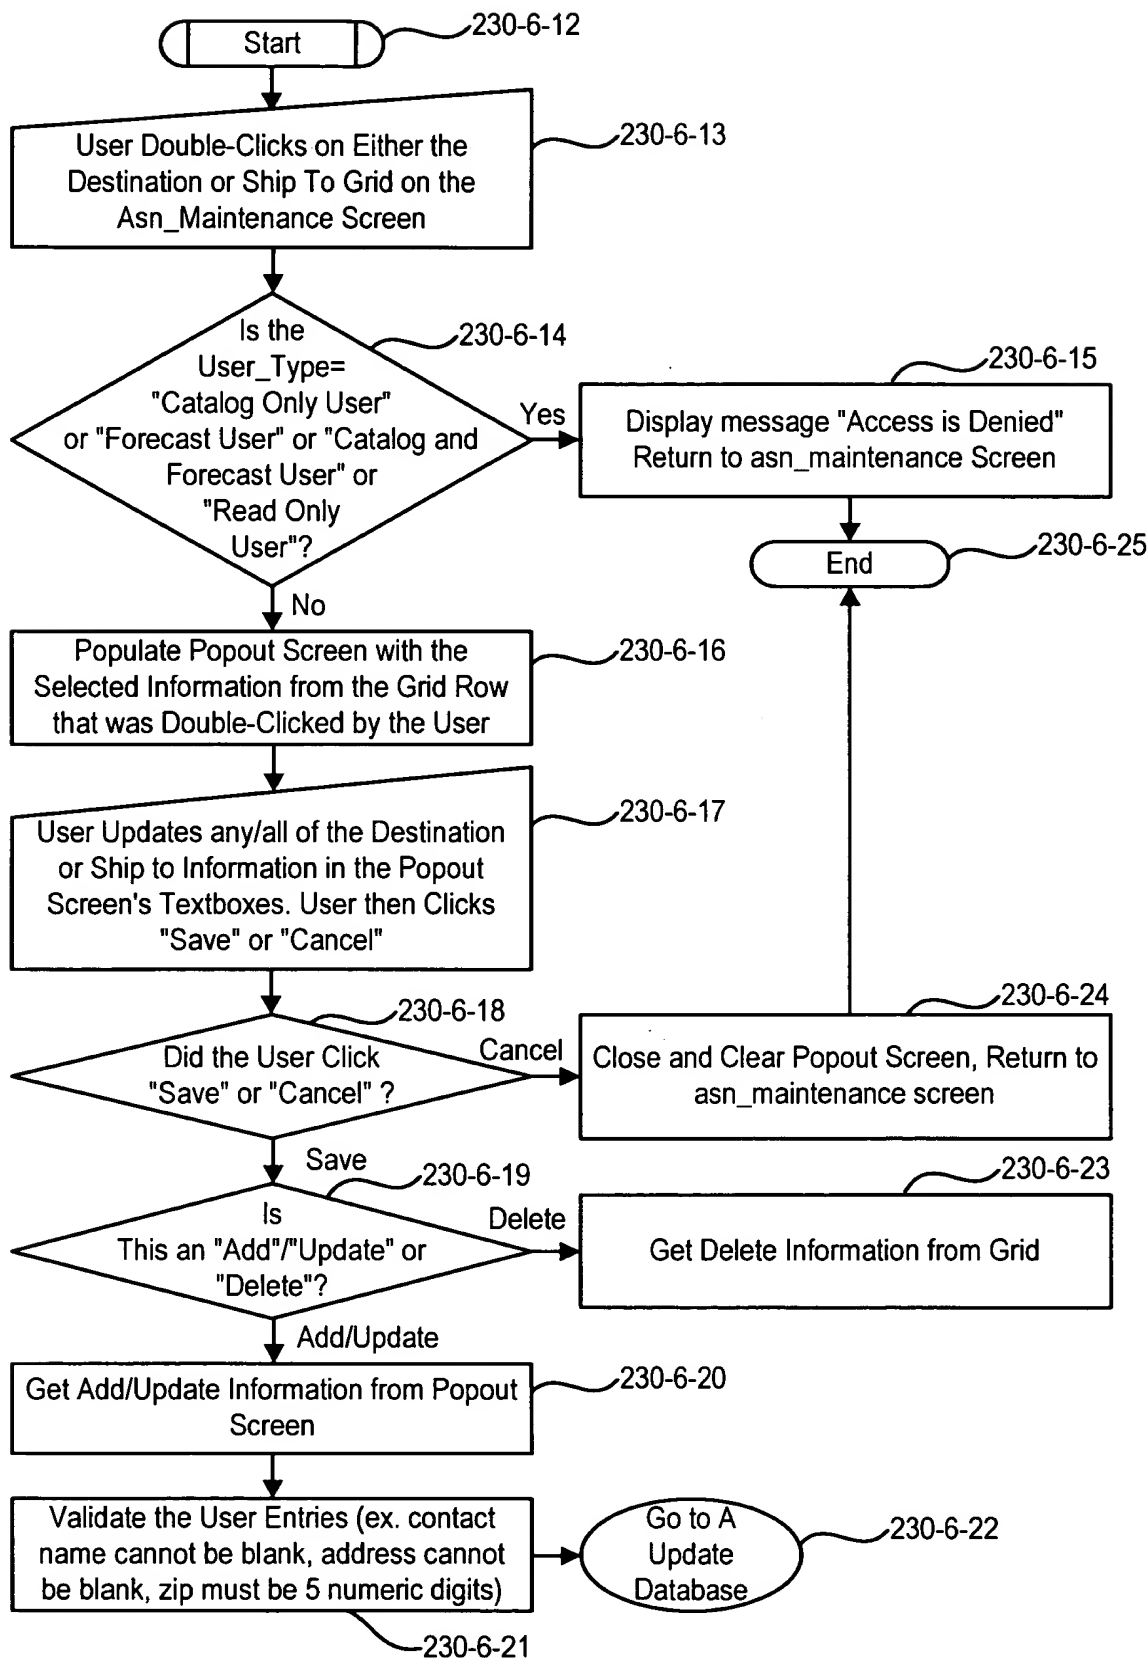 Start
230-6-12
User Double-Clicks on Either the
Destination or Ship To Grid on the
Asn_Maintenance Screen
230-6-13
Is the
User_Type=
"Catalog Only User"
or "Forecast User" or "Catalog and
Forecast User" or
"Read Only
User"?
230-6-14
Yes
230-6-15
Display message "Access is Denied"
Return to asn_maintenance Screen
End
230-6-25
No
Populate Popout Screen with the
Selected Information from the Grid Row
that was Double-Clicked by the User
230-6-16
User Updates any/all of the Destination
or Ship to Information in the Popout
Screen's Textboxes. User then Clicks
"Save" or "Cancel"
230-6-17
230-6-18
Did the User Click
"Save" or "Cancel" ?
Cancel
230-6-24
Close and Clear Popout Screen, Return to
asn_maintenance screen
Save
230-6-19
Is
This an "Add"/"Update" or
"Delete"?
Delete
230-6-23
Get Delete Information from Grid
Add/Update
Get Add/Update Information from Popout
Screen
230-6-20
Validate the User Entries (ex. contact
name cannot be blank, address cannot
be blank, zip must be 5 numeric digits)
230-6-21
Go to A
Update
Database
230-6-22